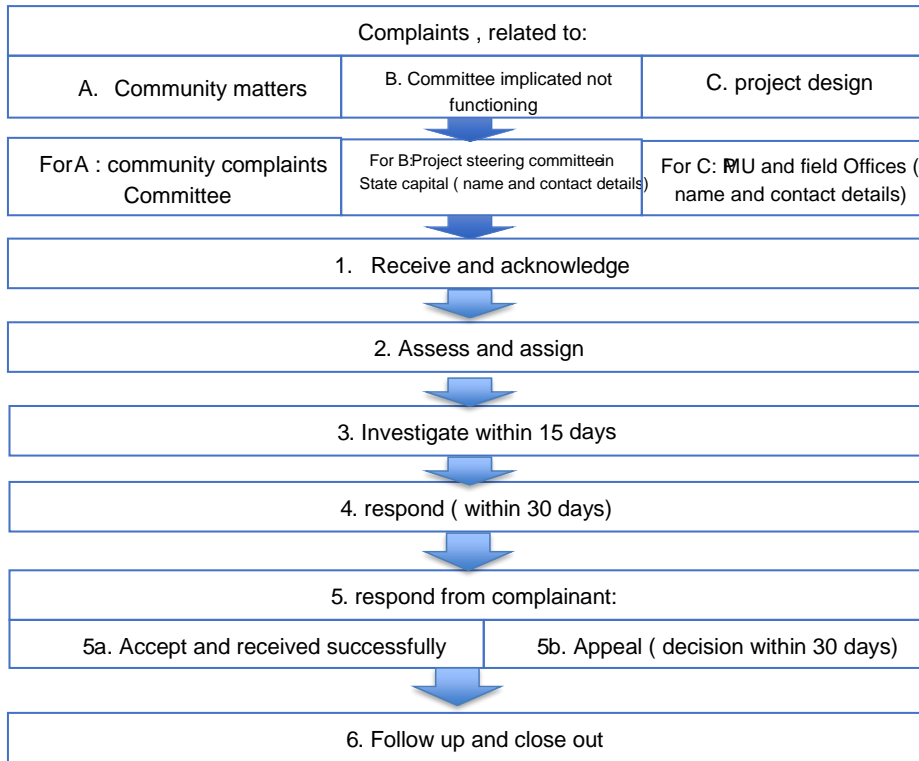 Complaints , related to:
A. Community matters
B. Committee implicated not
functioning
C. project design
For A : community complaints
Committee
For B:Project steering committee in
State capital ( name and contact details)
For C: PMU and field Offices (
name and contact details)
1. Receive and acknowledge
2. Assess and assign
3. Investigate within 15 days
4. respond ( within 30 days)
5. respond from complainant:
5a. Accept and received successfully
5b. Appeal ( decision within 30 days)
6. Follow up and close out